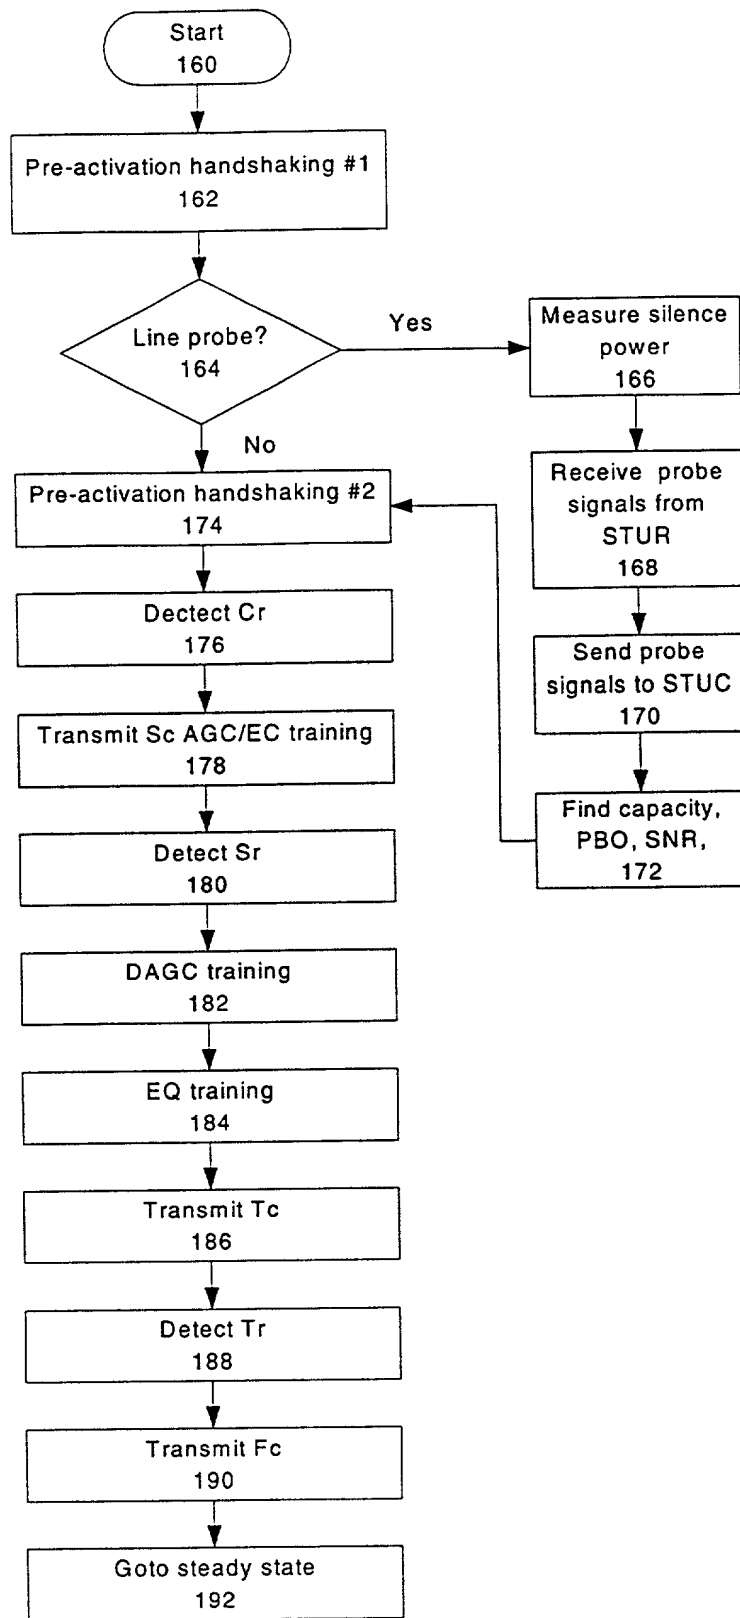 Start
160
Pre-activation handshaking #1
162
Line probe?
164
Yes
No
Measure silence
power
166
Receive probe
signals from
STUR
168
Send probe
signals to STUC
170
Find capacity,
PBO, SNR,
172
Pre-activation handshaking #2
174
Dectect Cr
176
Transmit Sc AGC/EC training
178
Detect Sr
180
DAGC training
182
EQ training
184
Transmit Tc
186
Detect Tr
188
Transmit Fc
190
Goto steady state
192